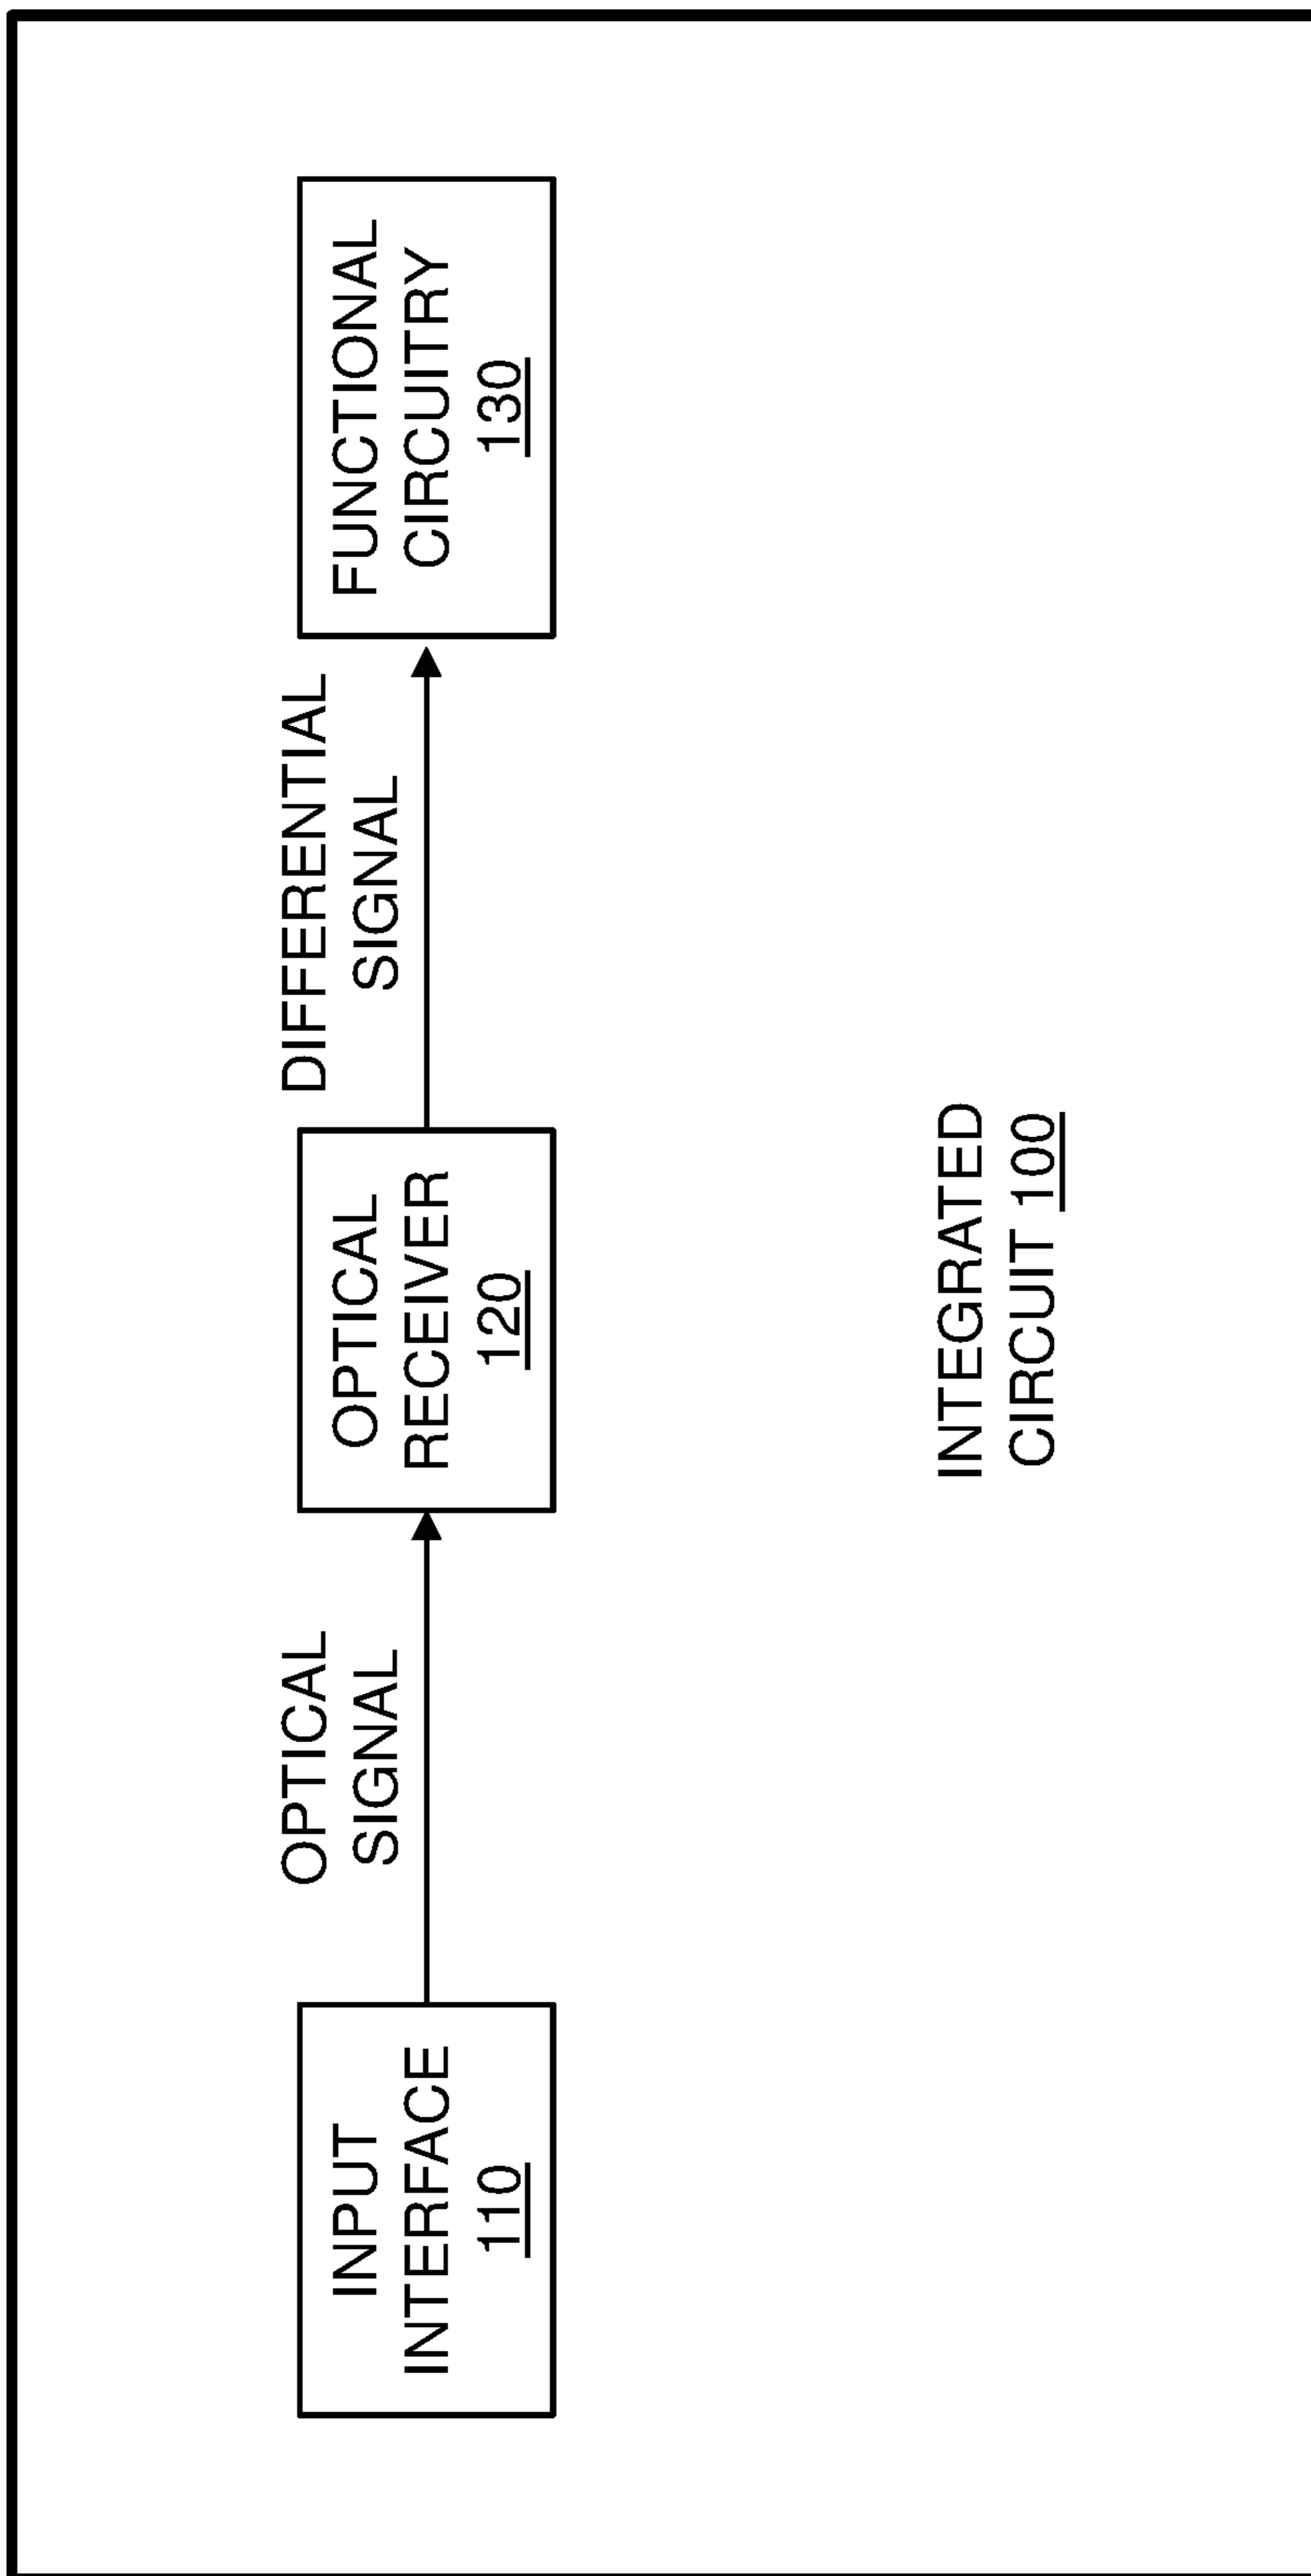 INPUT
INTERFACE
110
OPTICAL
SIGNAL
OPTICAL
RECEIVER
120
DIFFERENTIAL
SIGNAL
FUNCTIONAL
CIRCUITRY
130
INTEGRATED
CIRCUIT 100